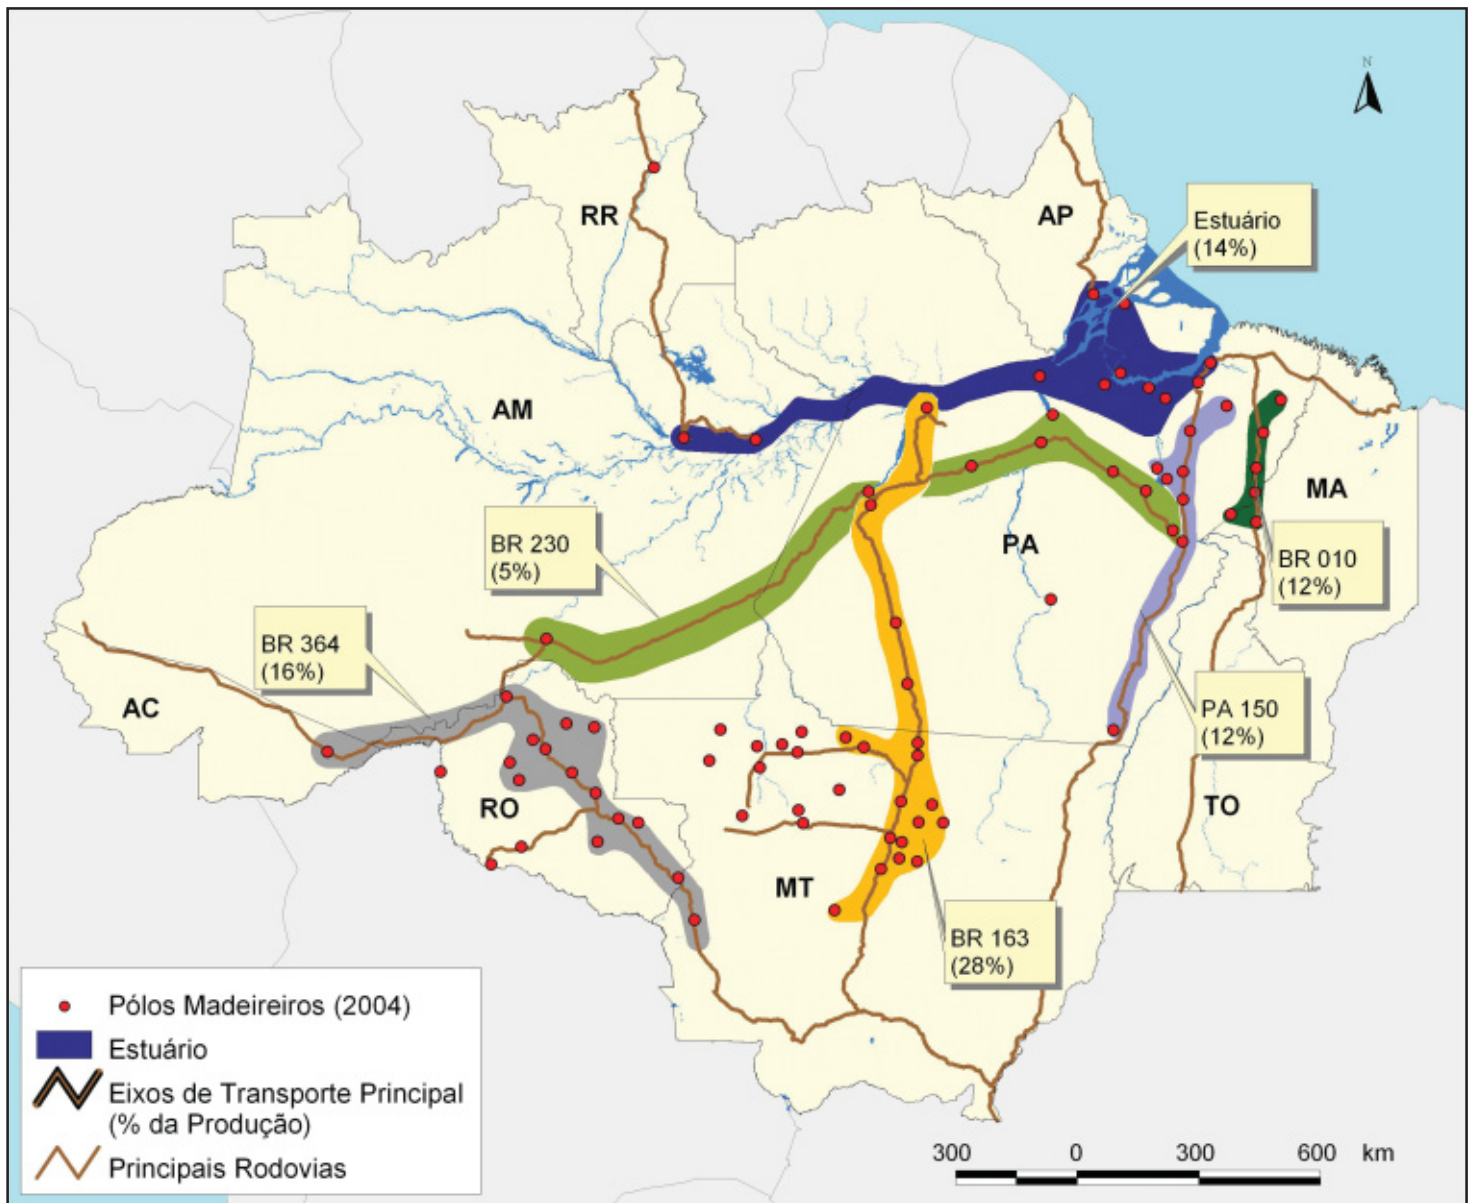 N
RR
AP
Estuário
(14%)
AM
MA
BR 230
(5%)
PA
BR 010
(12%)
BR 364
(16%)
AC
PA 150
(12%)
RO
TO
MT
BR 163
(28%)
Pólos Madeireiros (2004)
Estuário
Eixos de Transporte Principal
(% da Produção)
Principais Rodovias
300 0 300 600 km